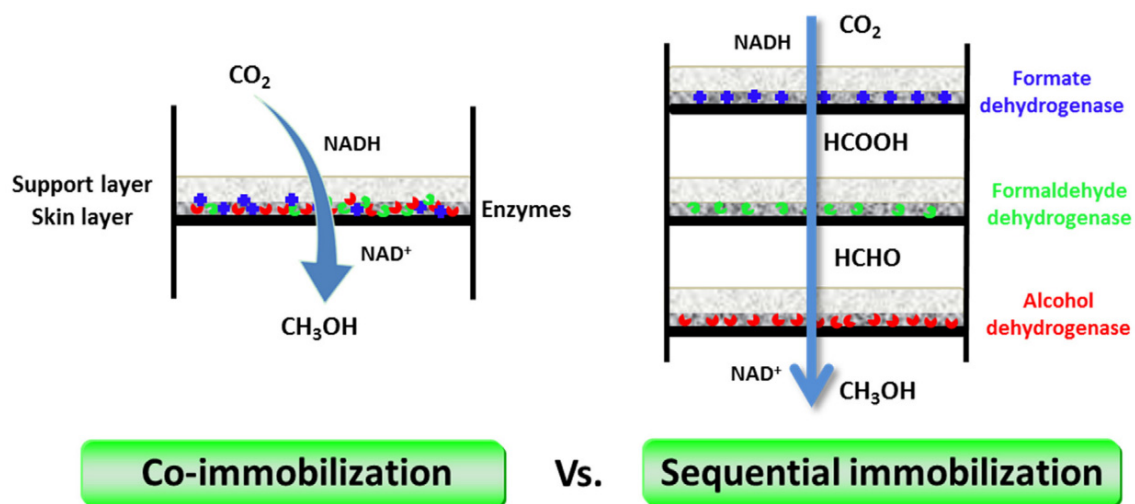 CO₂
NADH
Support layer
Skin layer
Enzymes
NAD⁺
CH₃OH
CO₂
NADH
Formate
dehydrogenase
HCOOH
Formaldehyde
dehydrogenase
HCHO
Alcohol
dehydrogenase
NAD⁺
CH₃OH
Co-immobilization Vs. Sequential immobilization